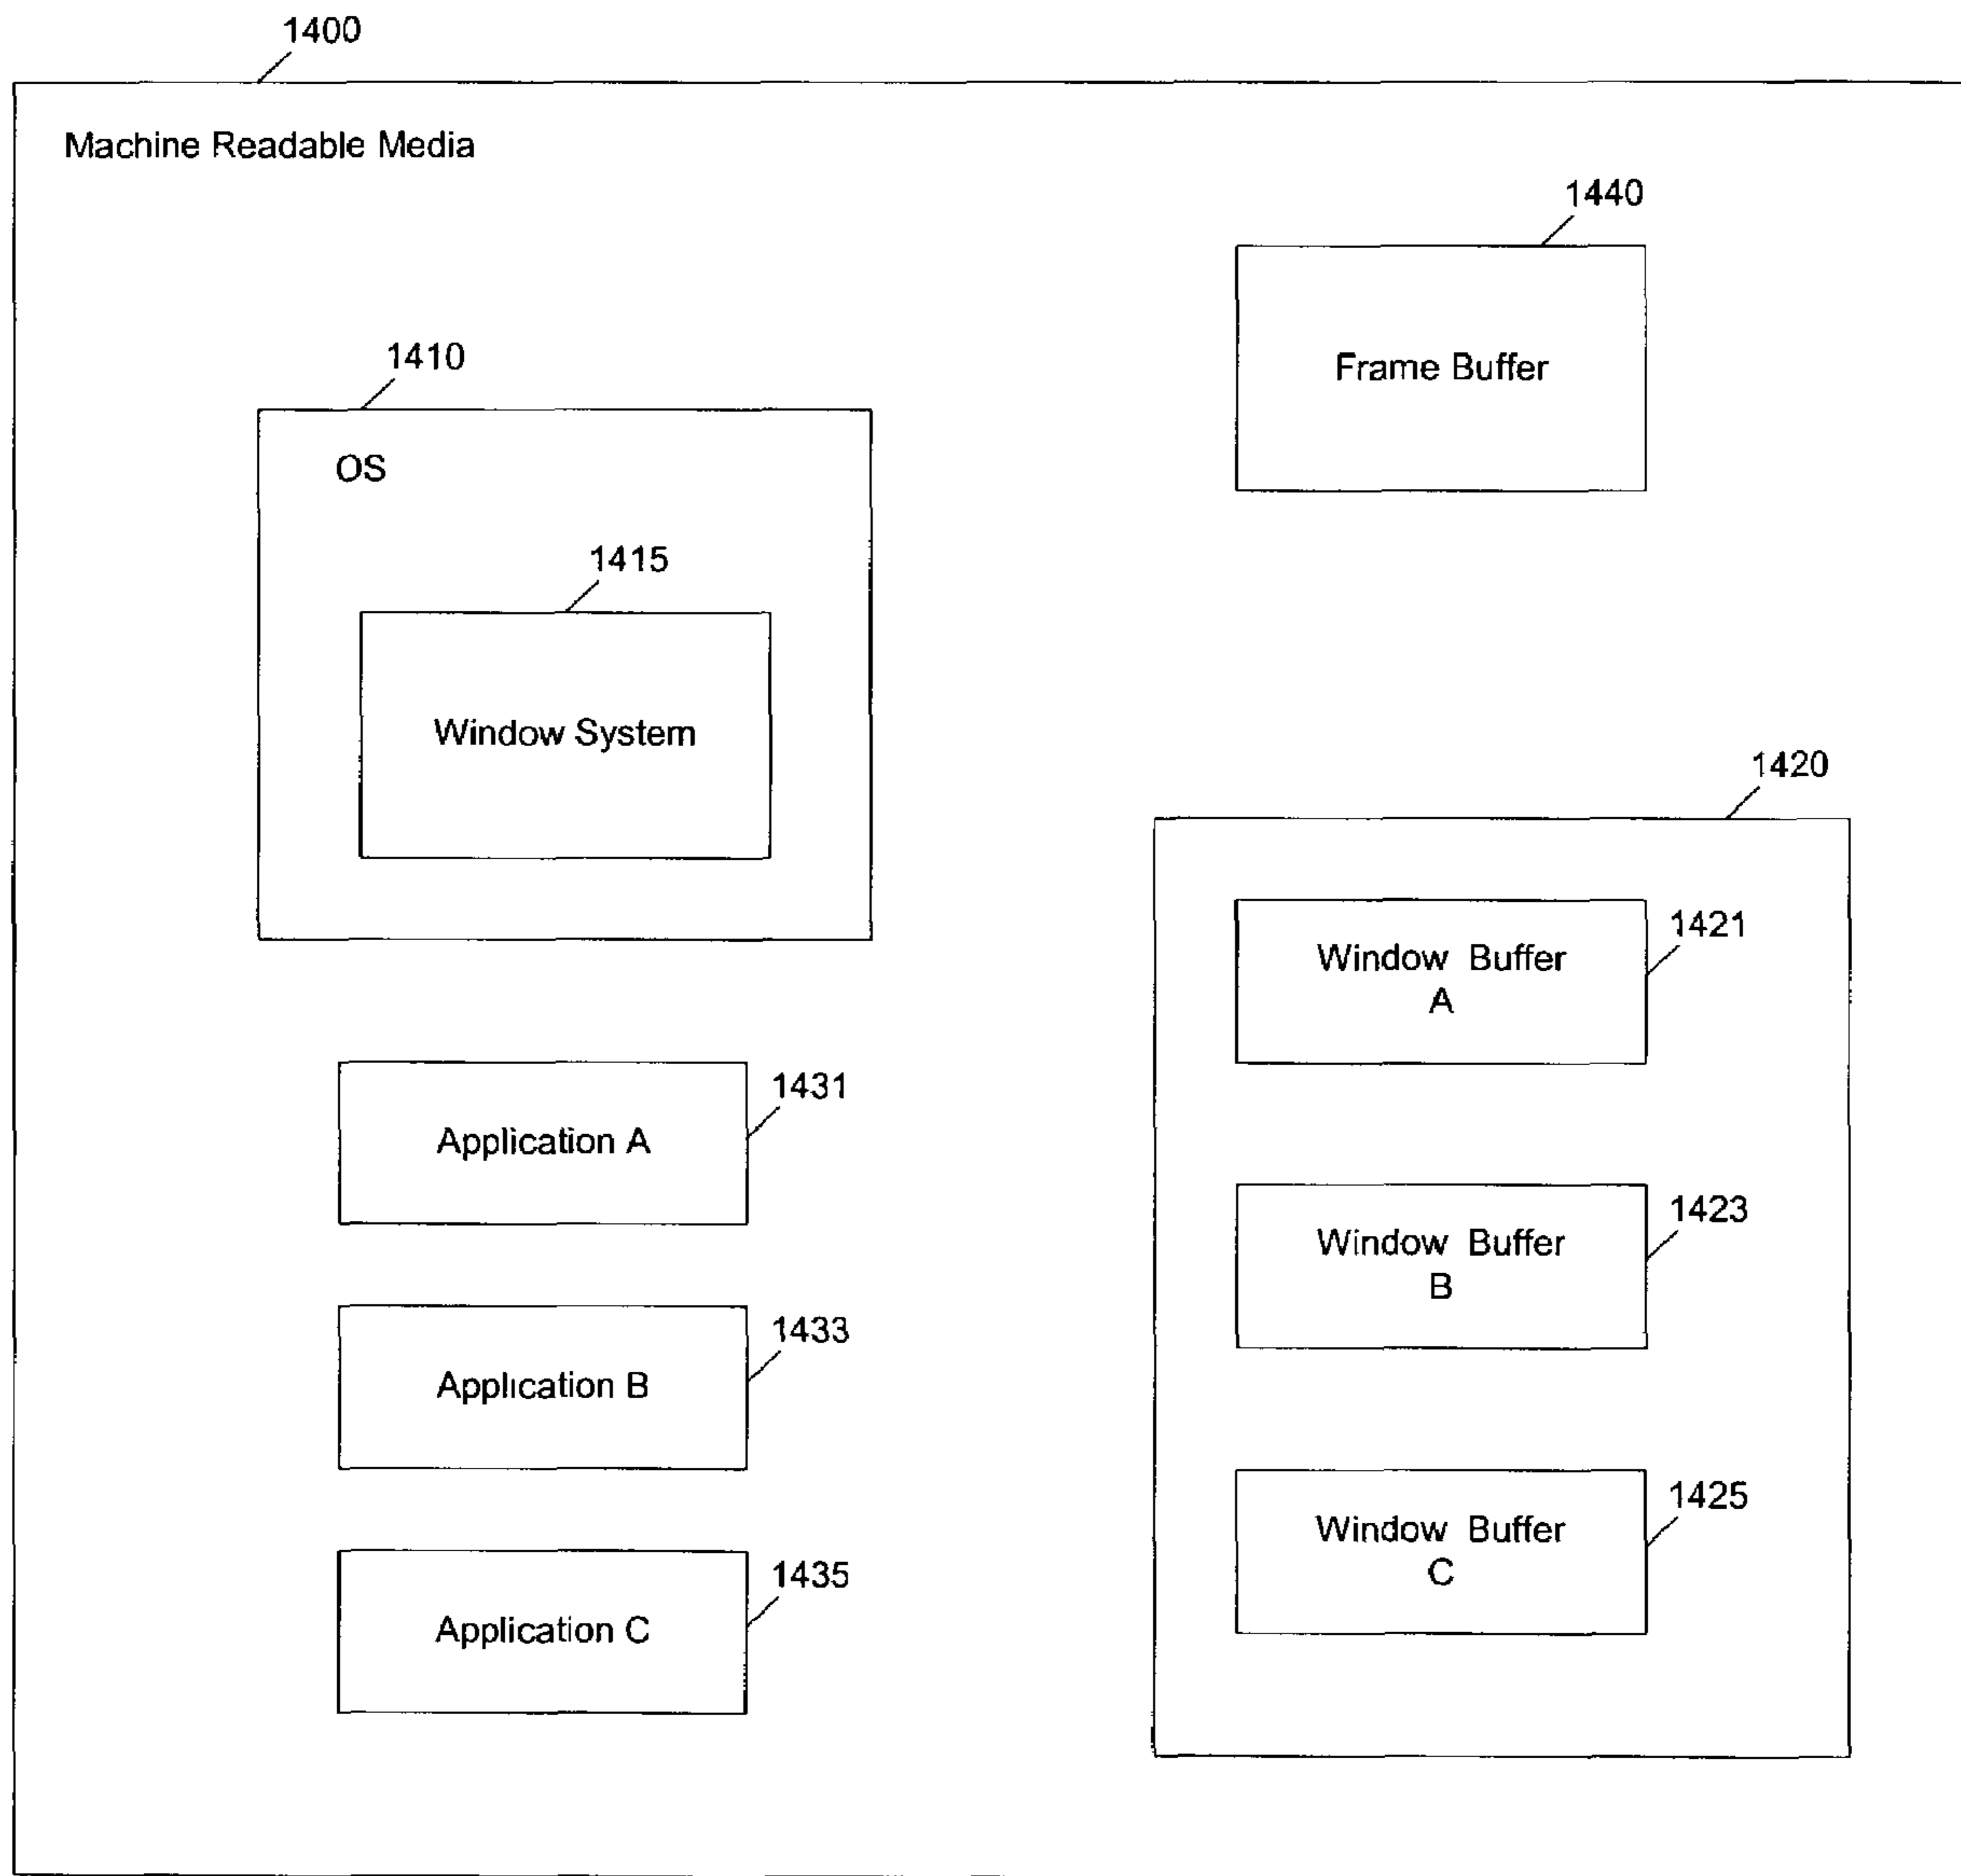 1400
Machine Readable Media
1440
Frame Buffer
1410
OS
1415
Window System
1420
Window Buffer
A
1421
Window Buffer
B
1423
Window Buffer
C
1425
Application A
1431
Application B
1433
Application C
1435